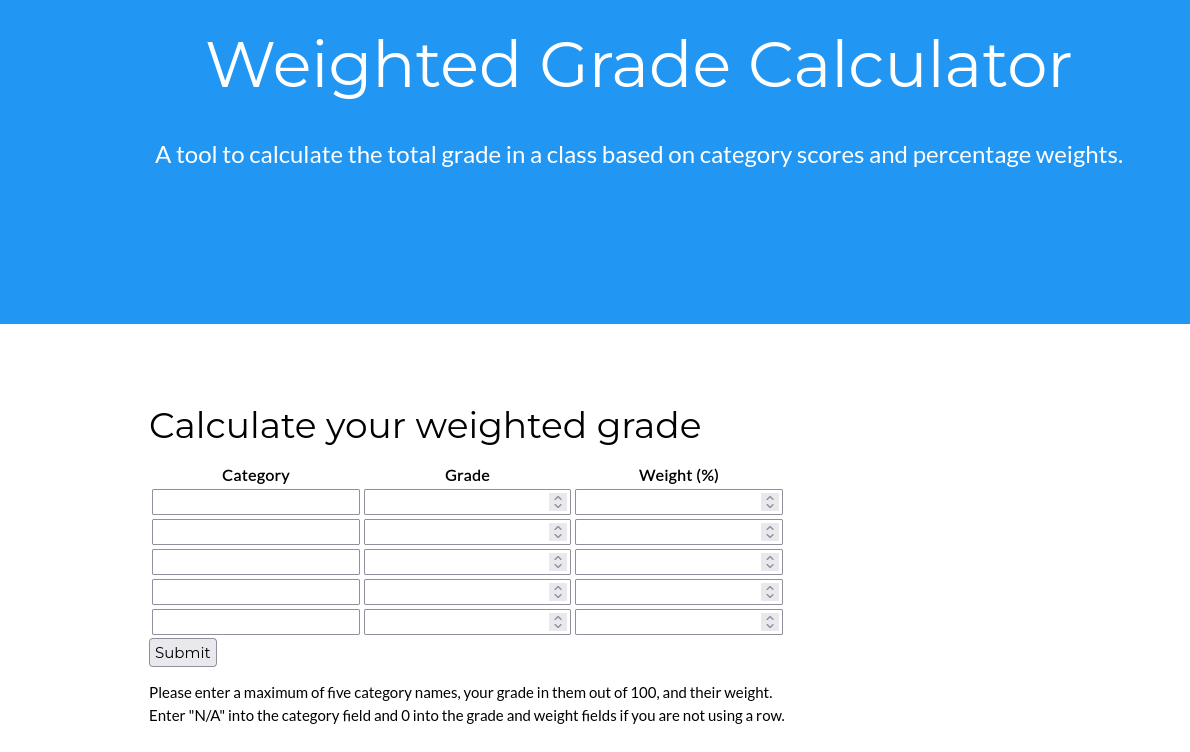 Weighted Grade Calculator
A tool to calculate the total grade in a class based on category scores and percentage weights.
Calculate your weighted grade
Category Grade Weight (%)
Submit
Please enter a maximum of five category names, your grade in them out of 100, and their weight.
Enter "N/A" into the category field and 0 into the grade and weight fields if you are not using a row.